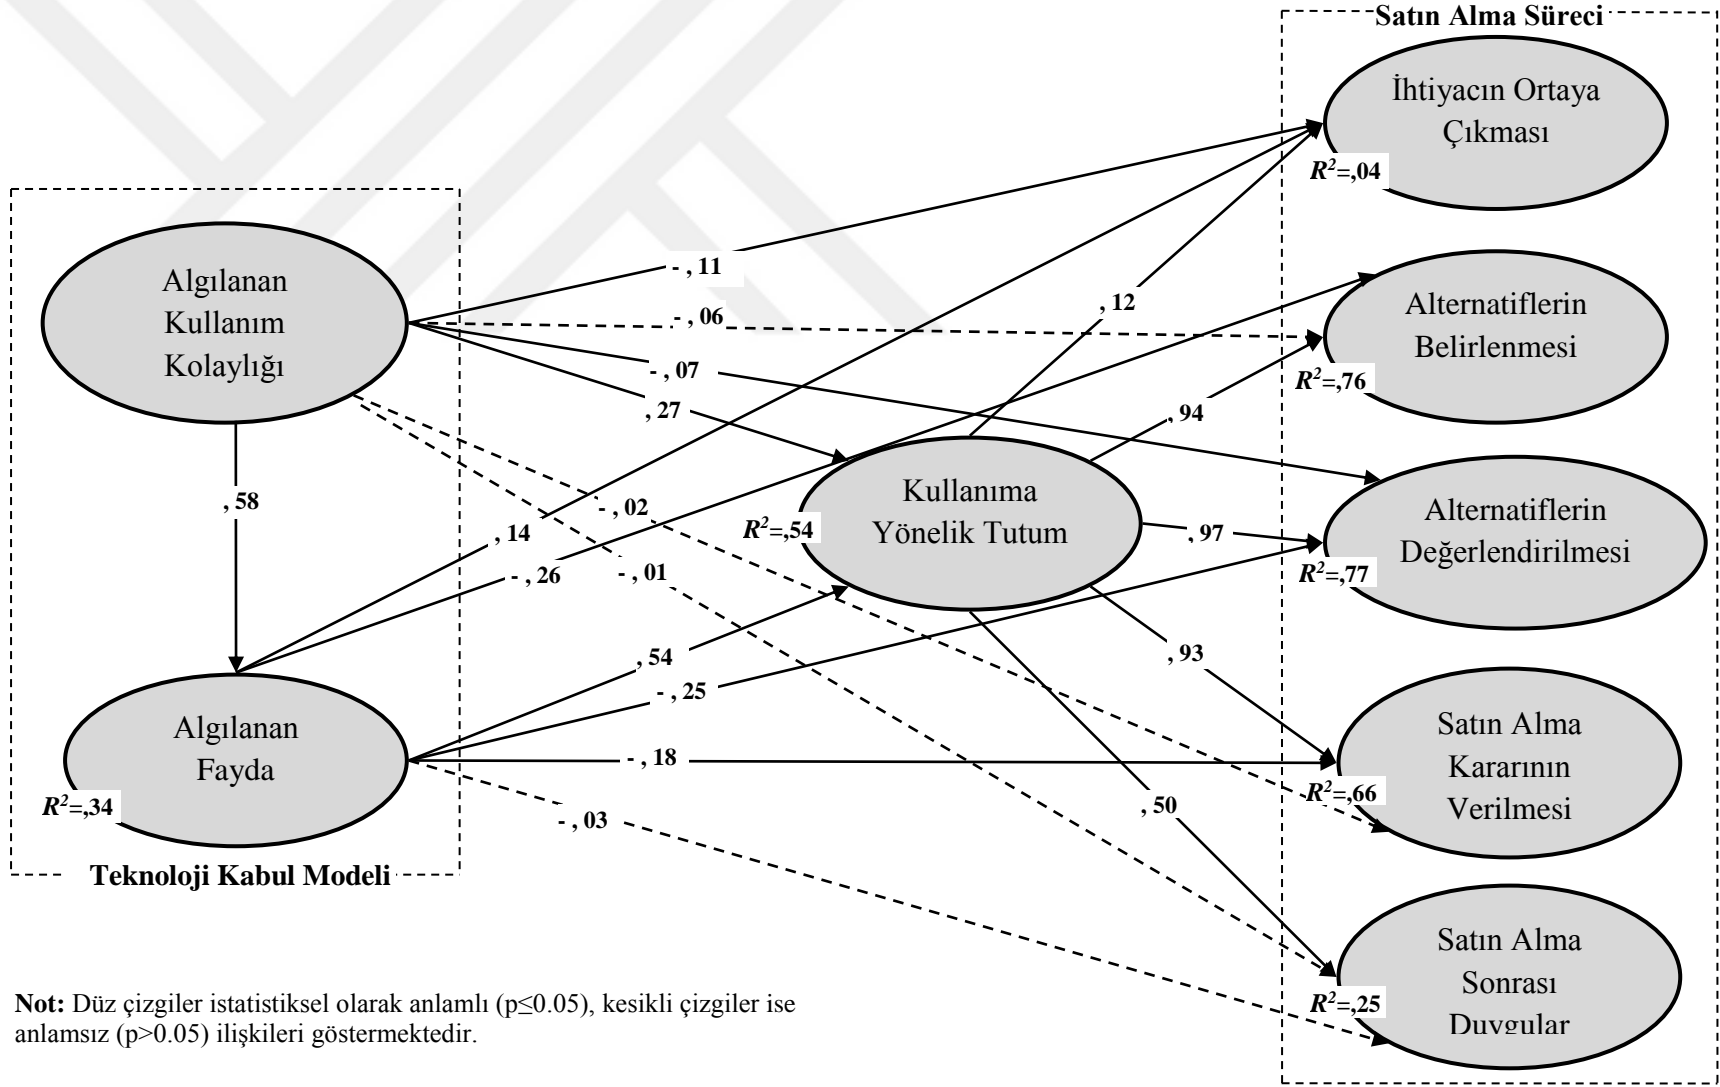 Satın Alma Süreci
İhtiyacın Ortaya
Çıkması
R²=,04
Algılanan
Kullanım
Kolaylığı
- , 11
- , 06
- , 07
, 27
, 12
Alternatiflerin
Belirlenmesi
R²=,76
, 94
, 58
- , 02
, 14
- , 26
- , 01
Kullanıma
Yönelik Tutum
R²=,54
, 97
Alternatiflerin
Değerlendirilmesi
R²=,77
, 54
- , 25
, 93
Algılanan
Fayda
R²=,34
- , 18
- , 03
, 50
Satın Alma
Kararının
Verilmesi
R²=,66
Teknoloji Kabul Modeli
Satın Alma
Sonrası
Duygular
R²=,25
Not: Düz çizgiler istatistiksel olarak anlamlı (p≤0.05), kesikli çizgiler ise
anlamsız (p>0.05) ilişkileri göstermektedir.